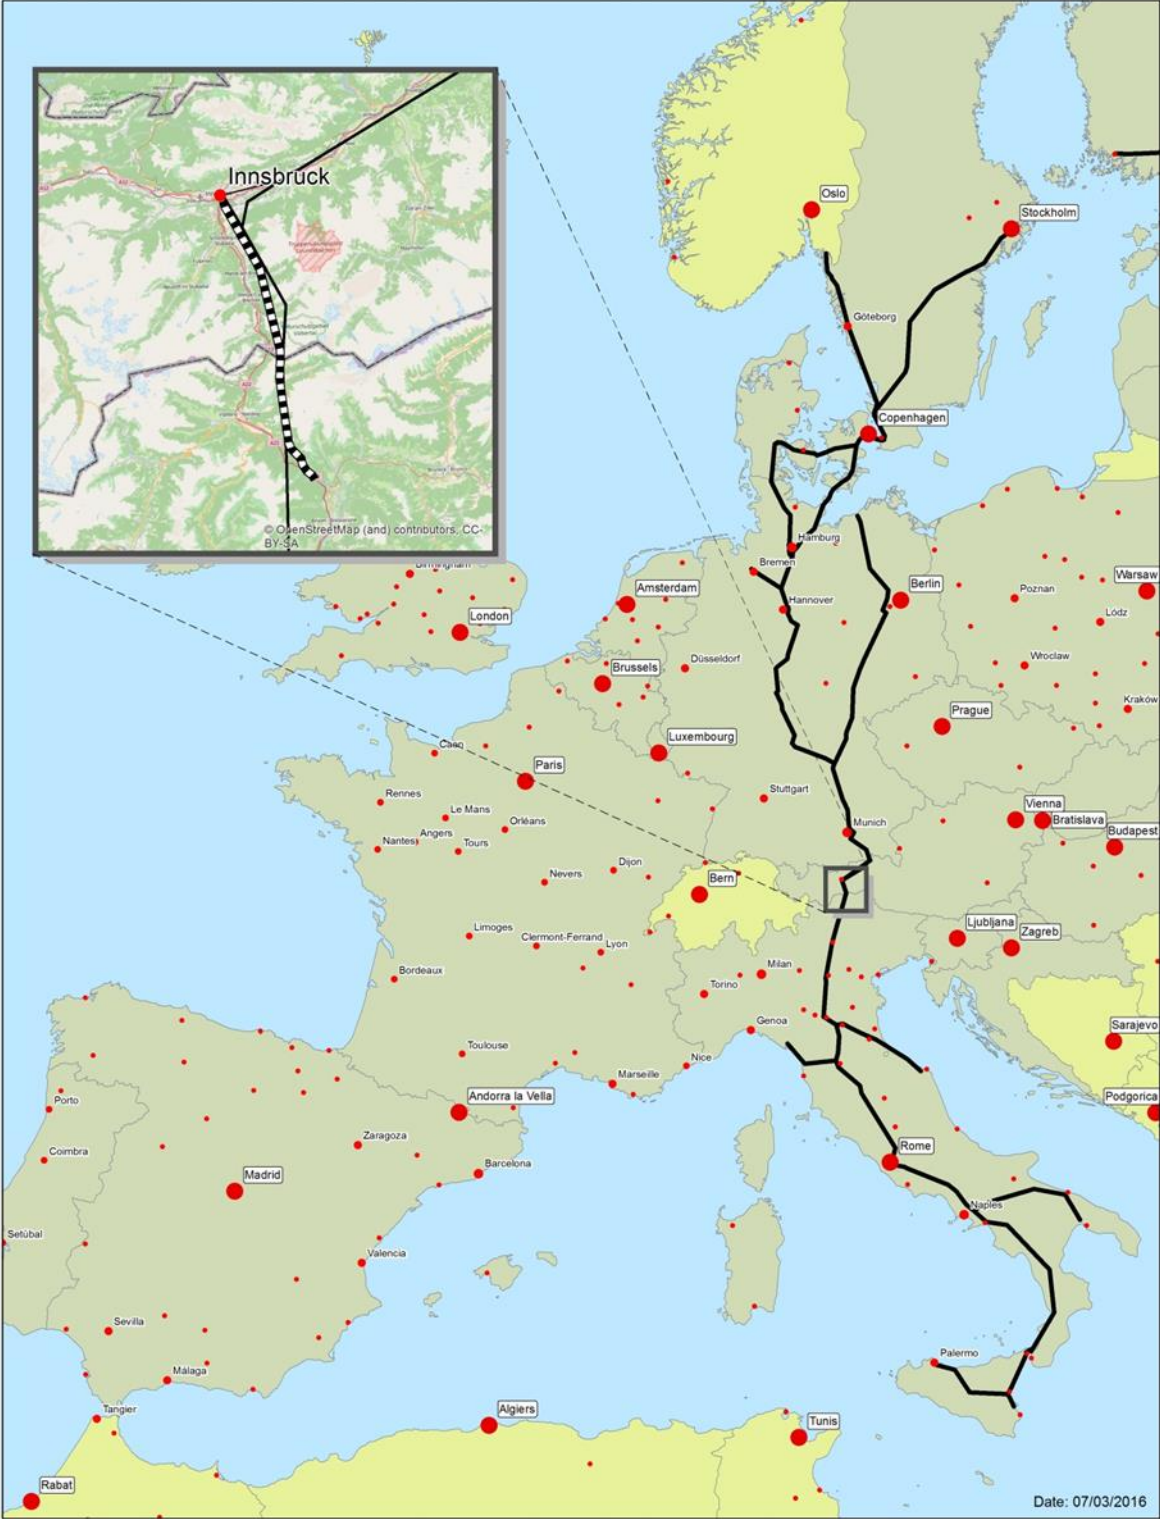 Innsbruck
© OpenStreetMap (and) contributors, CC-
BY-SA
Oslo
Stockholm
Göteborg
Copenhagen
Hamburg
Bremen
Birmingham
Amsterdam
Hannover
Berlin
Poznan
Warsaw
London
Lódz
Brussels
Düsseldorf
Wroclaw
Kraków
Prague
Luxembourg
Caen
Paris
Stuttgart
Rennes
Le Mans
Vienna
Bratislava
Orléans
Munich
Angers
Nantes
Tours
Budapest
Dijon
Nevers
Bern
Limoges
Clermont-Ferrand
Lyon
Ljubljana
Zagreb
Bordeaux
Milan
Torino
Genoa
Sarajevo
Toulouse
Nice
Marseille
Andorra la Vella
Podgorica
Porto
Zaragoza
Rome
Coimbra
Barcelona
Madrid
Naples
Setúbal
Valencia
Sevilla
Palermo
Málaga
Tangier
Algiers
Tunis
Rabat
Date: 07/03/2016